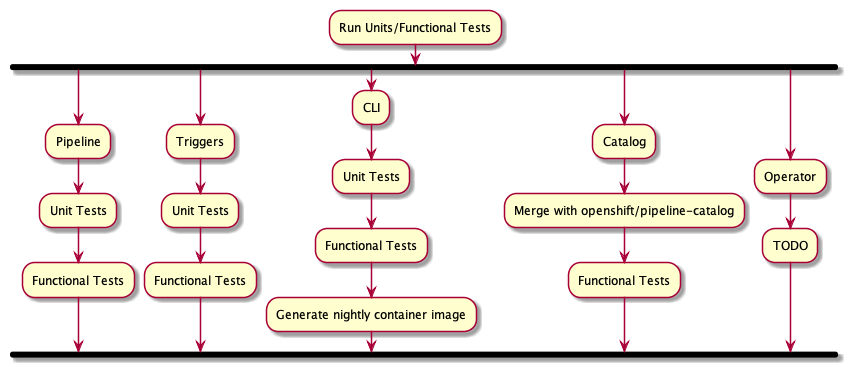 Run Units/Functional Tests
Pipeline
Unit Tests
Functional Tests
Triggers
Unit Tests
Functional Tests
CLI
Unit Tests
Functional Tests
Generate nightly container image
Catalog
Merge with openshift/pipeline-catalog
Functional Tests
Operator
TODO